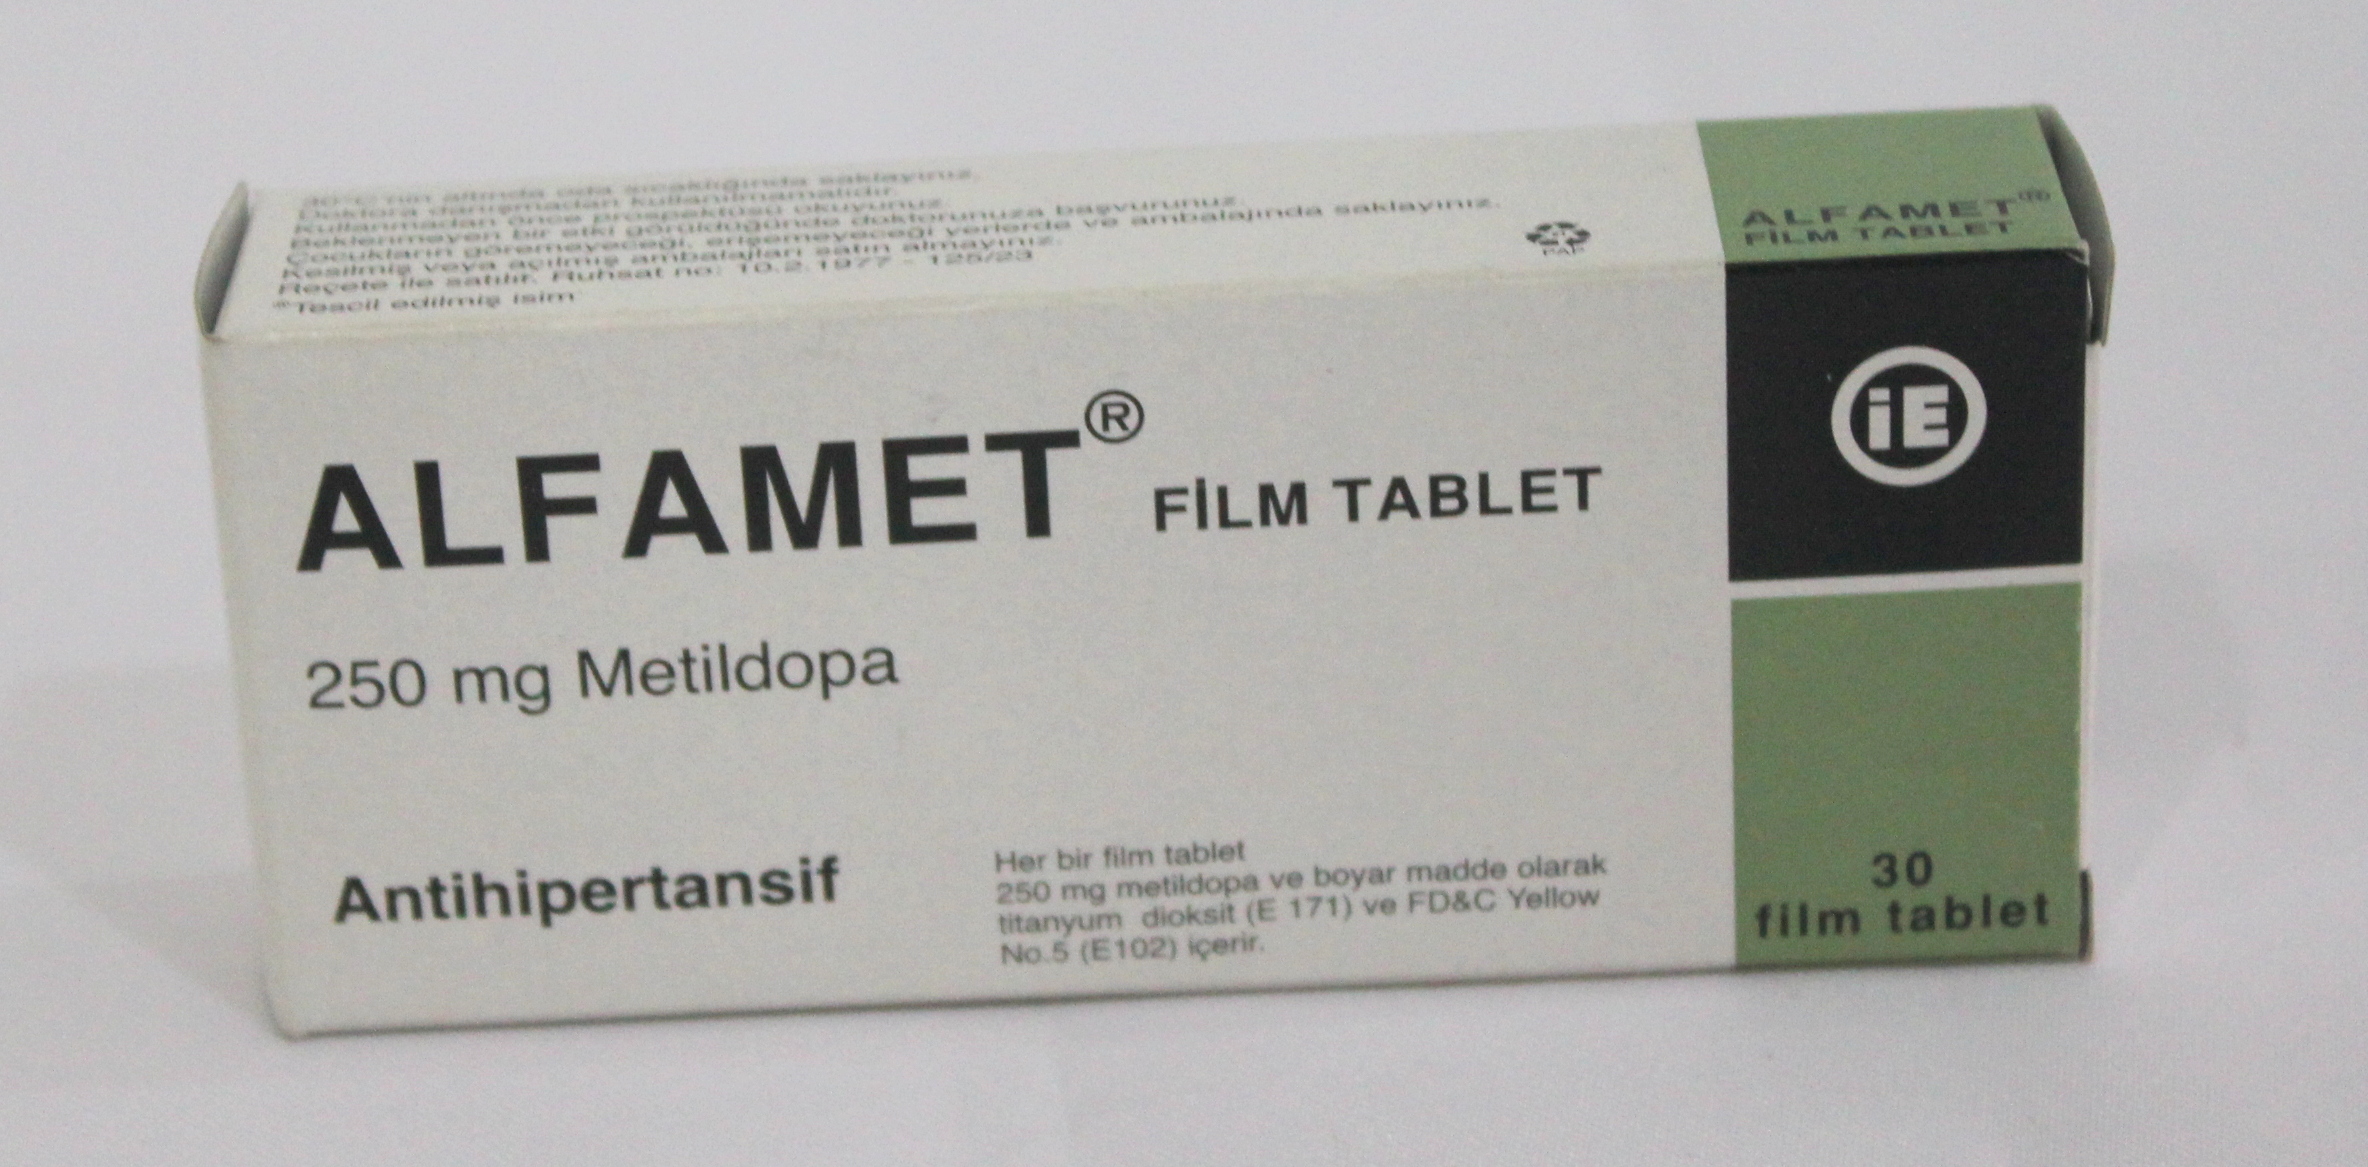 30°C'nin altında oda sıcaklığında saklayınız.
Doktora danışmadan kullanılmamalıdır.
Kullanmadan önce prospektüsü okuyunuz.
Beklenmeyen bir etki görüldüğünde doktorunuza başvurunuz.
Çocukların göremeyeceği, erişemeyeceği yerlerde ve ambalajında saklayınız.
Kesilmiş veya açılmış ambalajları satın almayınız.
Reçete ile satılır. Ruhsat no: 10.2.1977 - 125/23
®Tescil edilmiş isim
PAP
ALFAMET®
FİLM TABLET
ALFAMET® FİLM TABLET
iE
250 mg Metildopa
Antihipertansif
Her bir film tablet
250 mg metildopa ve boyar madde olarak
titanyum dioksit (E 171) ve FD&C Yellow
No.5 (E102) içerir.
30
film tablet